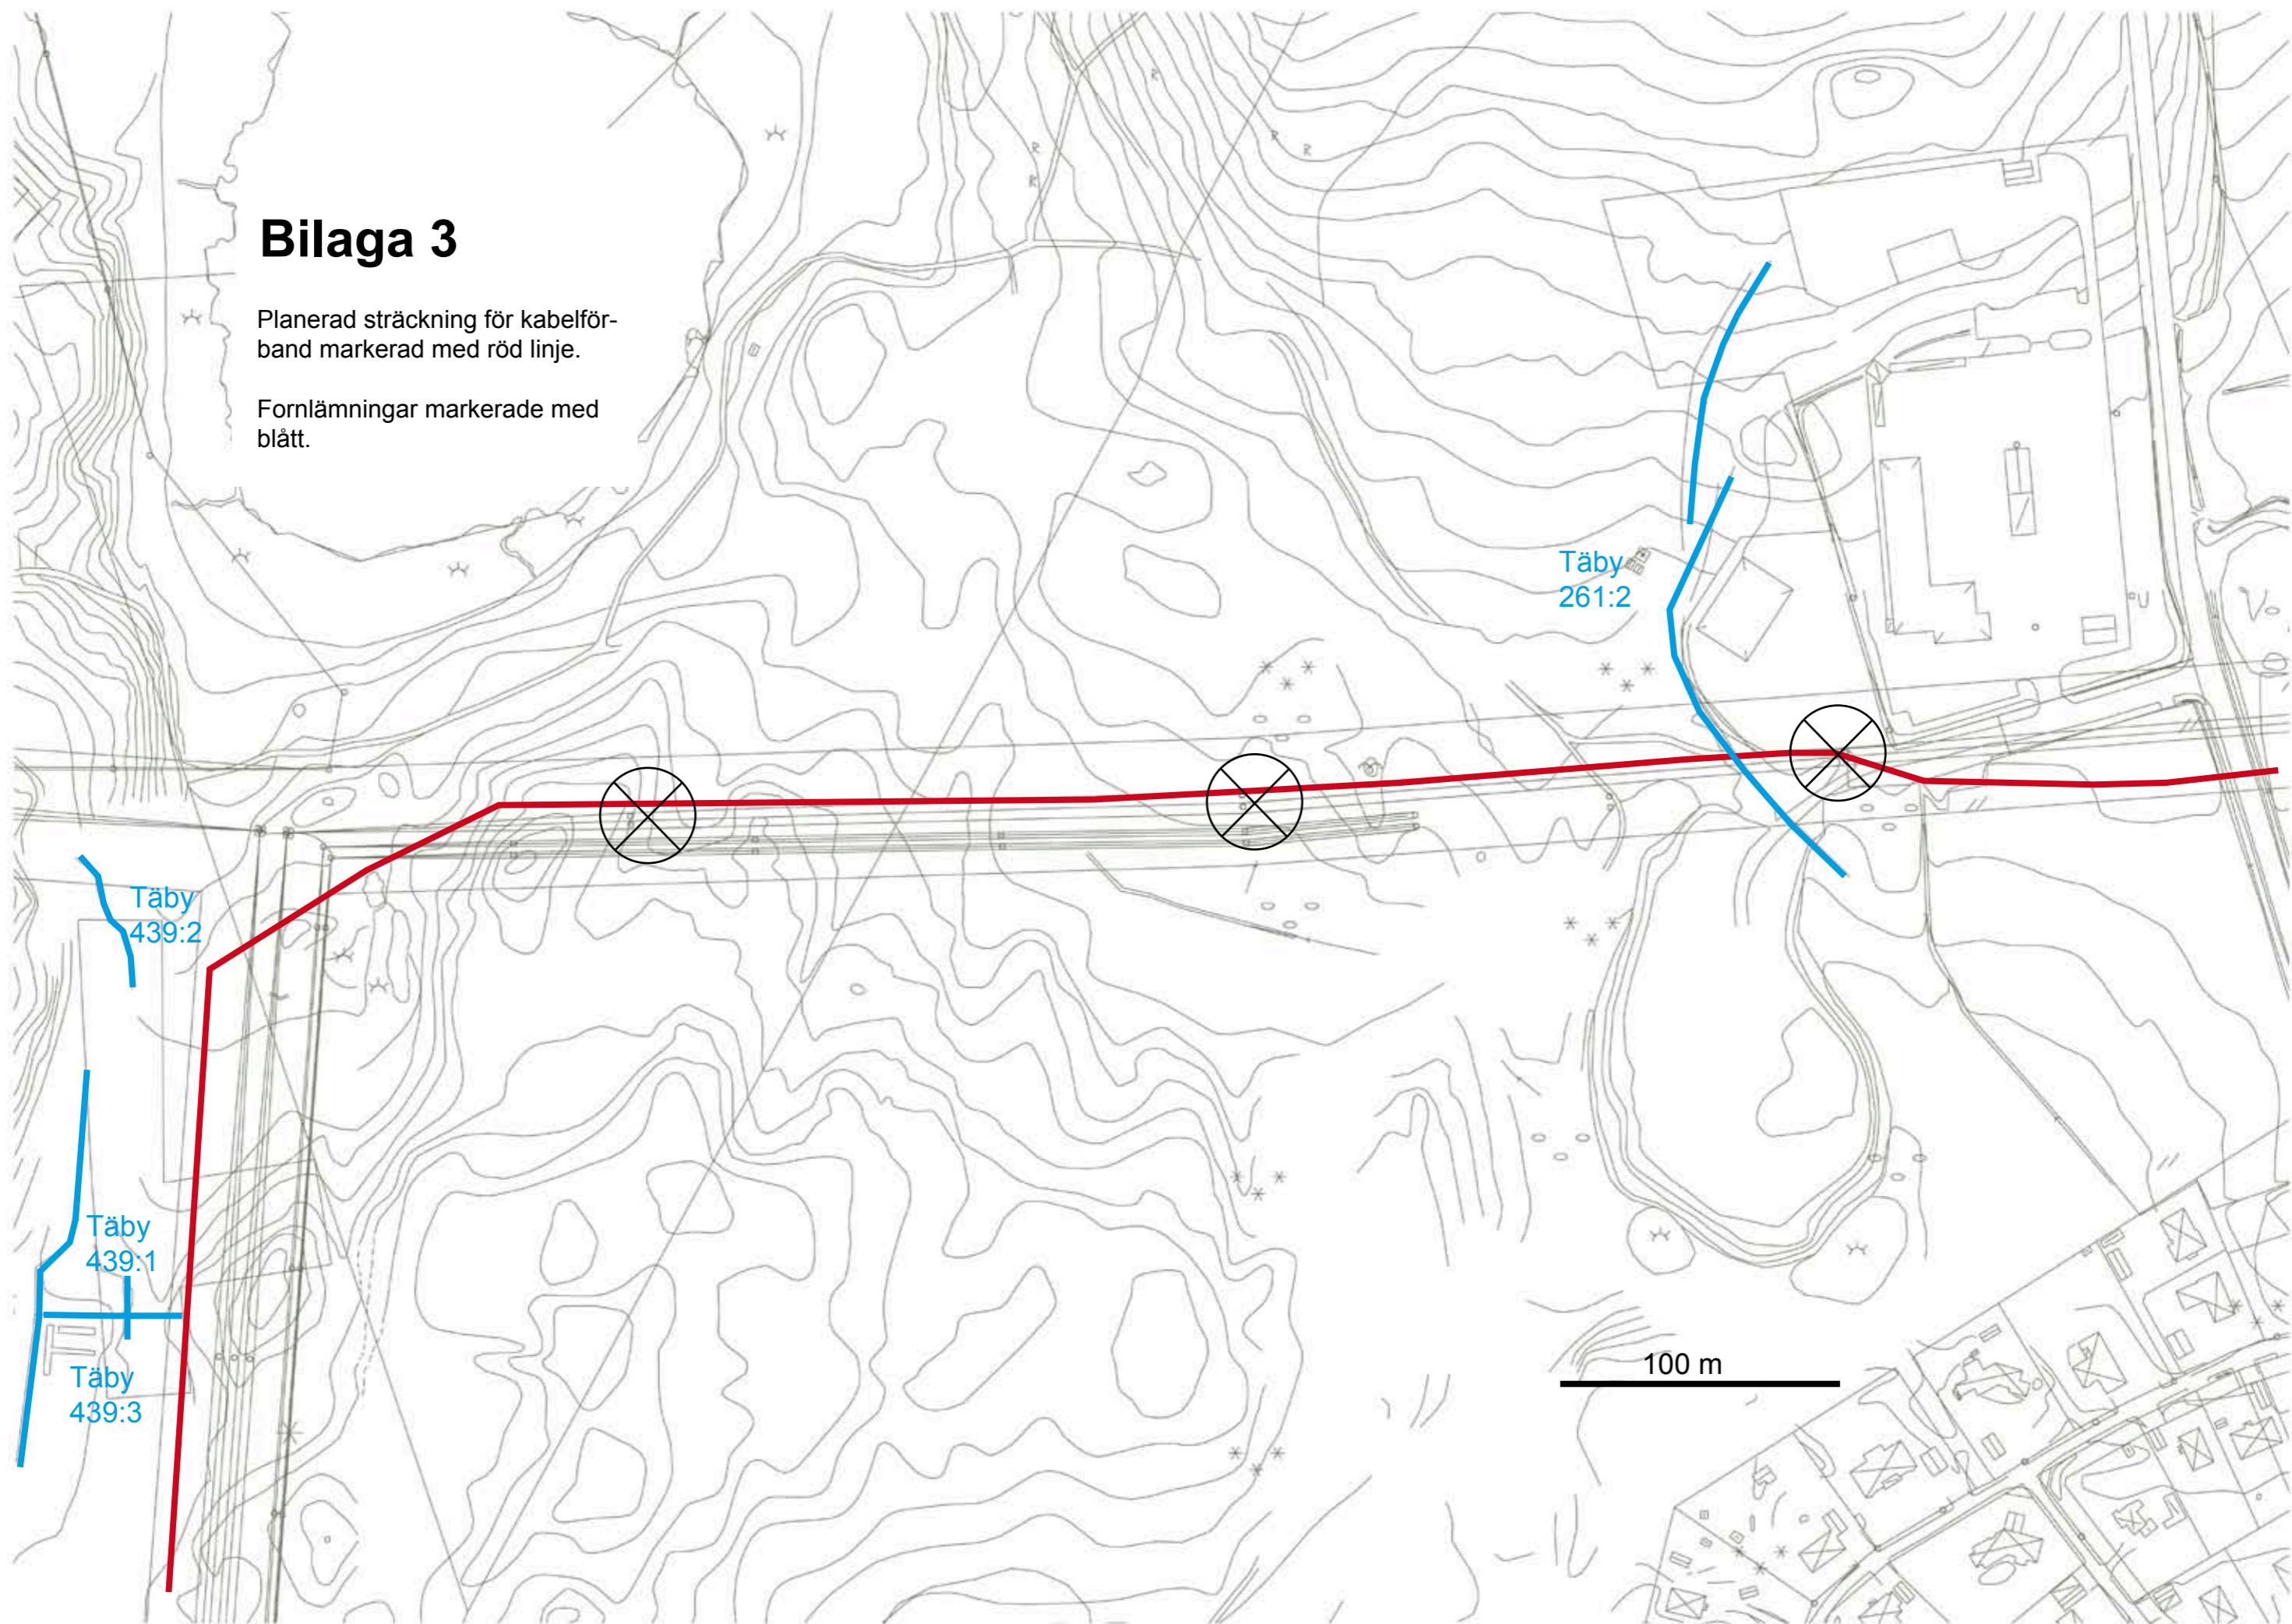 Bilaga 3
Planerad sträckning för kabelför-
band markerad med röd linje.
Fornlämningar markerade med
blått.
Täby
261:2
Täby
439:2
Täby
439:1
Täby
439:3
100 m
R
R
R
R
R